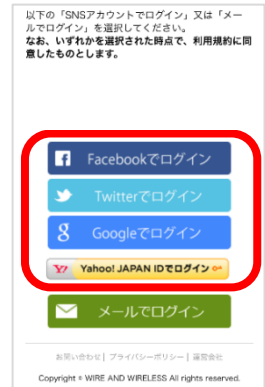 以下の「SNSアカウントでログイン」又は「メー
ルでログイン」を選択してください。
なお、いずれかを選択された時点で、利用規約に同
意したものとします。
Facebookでログイン
Twitterでログイン
Googleでログイン
Yahoo! JAPAN IDでログイン
メールでログイン
お問い合わせ | プライバシーポリシー | 運営会社
Copyright © WIRE AND WIRELESS All rights reserved.